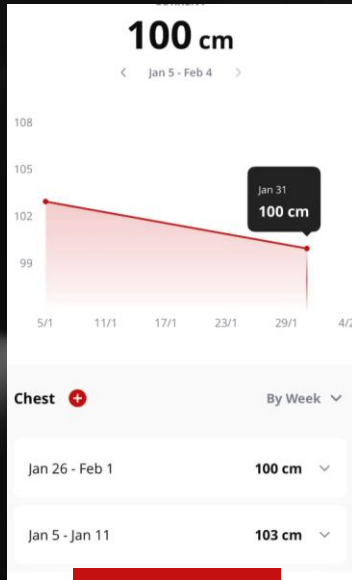 100 cm
Jan 5 - Feb 4
108
105
Jan 31
100 cm
102
99
5/1 11/1 17/1 23/1 29/1
Chest
By Week
Jan 26 - Feb 1 100 cm
Jan 5 - Jan 11 103 cm